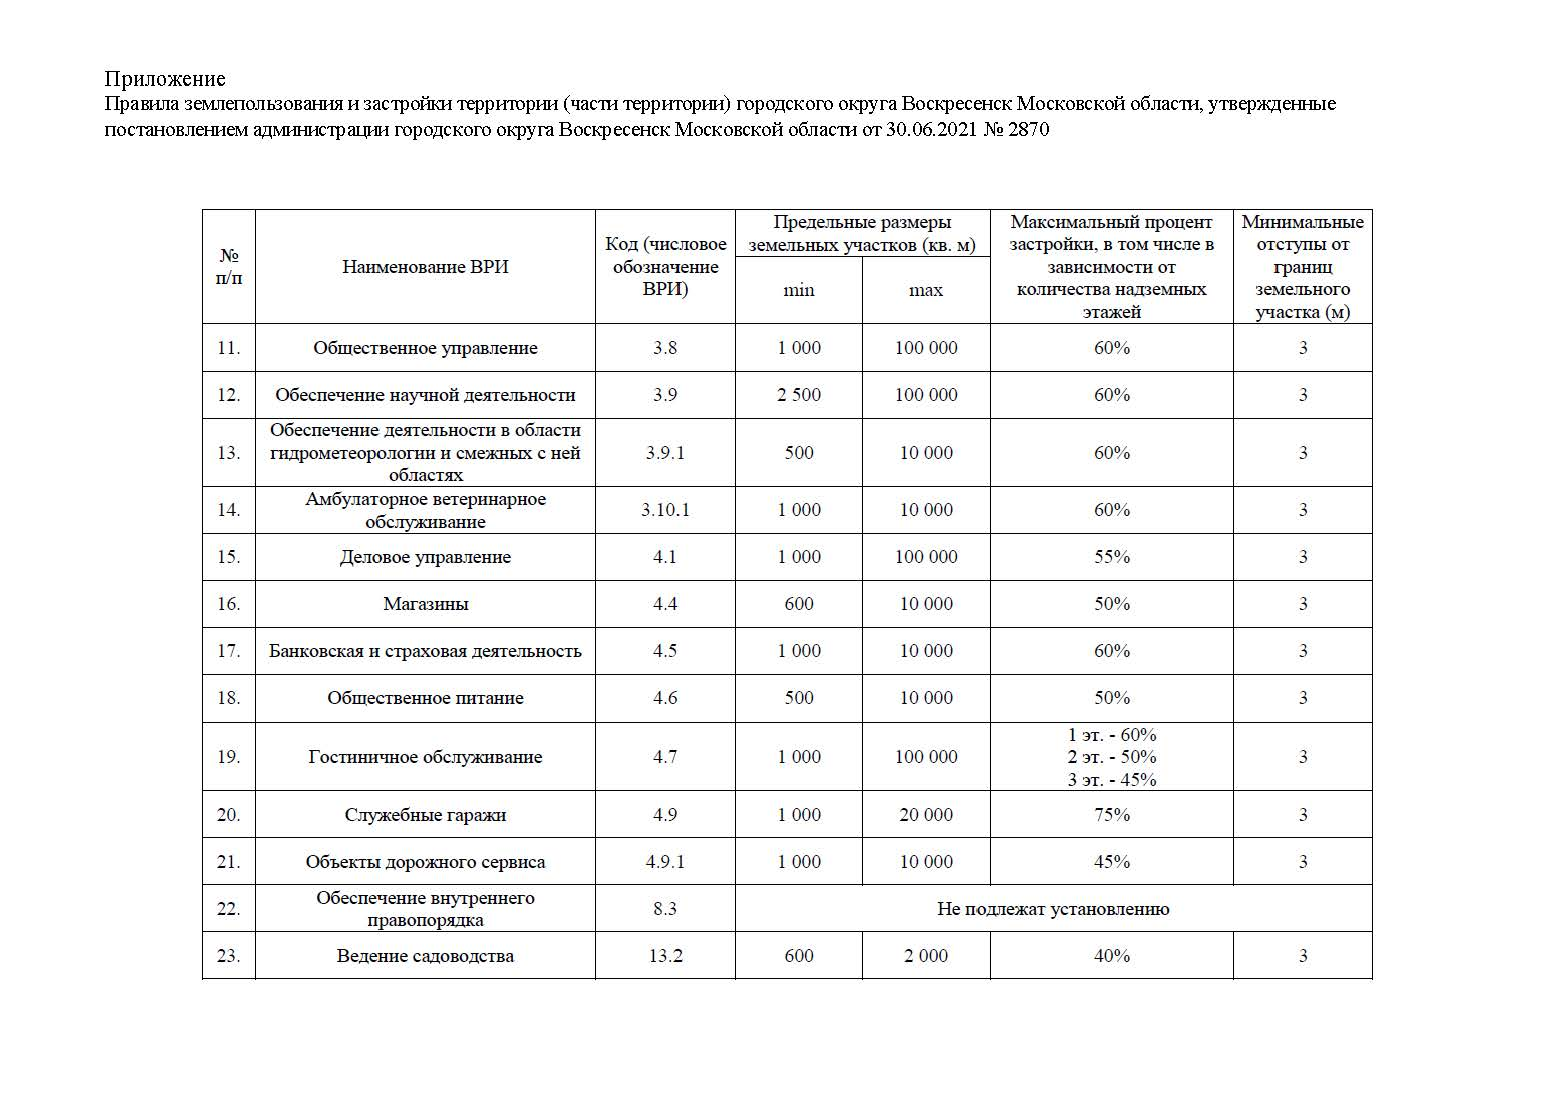 Приложение
Правила землепользования и застройки территории (части территории) городского округа Воскресенск Московской области, утвержденные
постановлением администрации городского округа Воскресенск Московской области от 30.06.2021 № 2870
№ п/п Наименование ВРИ Код (числовое обозначение ВРИ) Предельные размеры земельных участков (кв. м) Максимальный процент застройки, в том числе в зависимости от количества надземных этажей Минимальные отступы от границ земельного участка (м)
min max
11. Общественное управление 3.8 1 000 100 000 60% 3
12. Обеспечение научной деятельности 3.9 2 500 100 000 60% 3
13. Обеспечение деятельности в области гидрометеорологии и смежных с ней областях 3.9.1 500 10 000 60% 3
14. Амбулаторное ветеринарное обслуживание 3.10.1 1 000 10 000 60% 3
15. Деловое управление 4.1 1 000 100 000 55% 3
16. Магазины 4.4 600 10 000 50% 3
17. Банковская и страховая деятельность 4.5 1 000 10 000 60% 3
18. Общественное питание 4.6 500 10 000 50% 3
19. Гостиничное обслуживание 4.7 1 000 100 000 1 эт. - 60% 2 эт. - 50% 3 эт. - 45% 3
20. Служебные гаражи 4.9 1 000 20 000 75% 3
21. Объекты дорожного сервиса 4.9.1 1 000 10 000 45% 3
22. Обеспечение внутреннего правопорядка 8.3 Не подлежат установлению
23. Ведение садоводства 13.2 600 2 000 40% 3